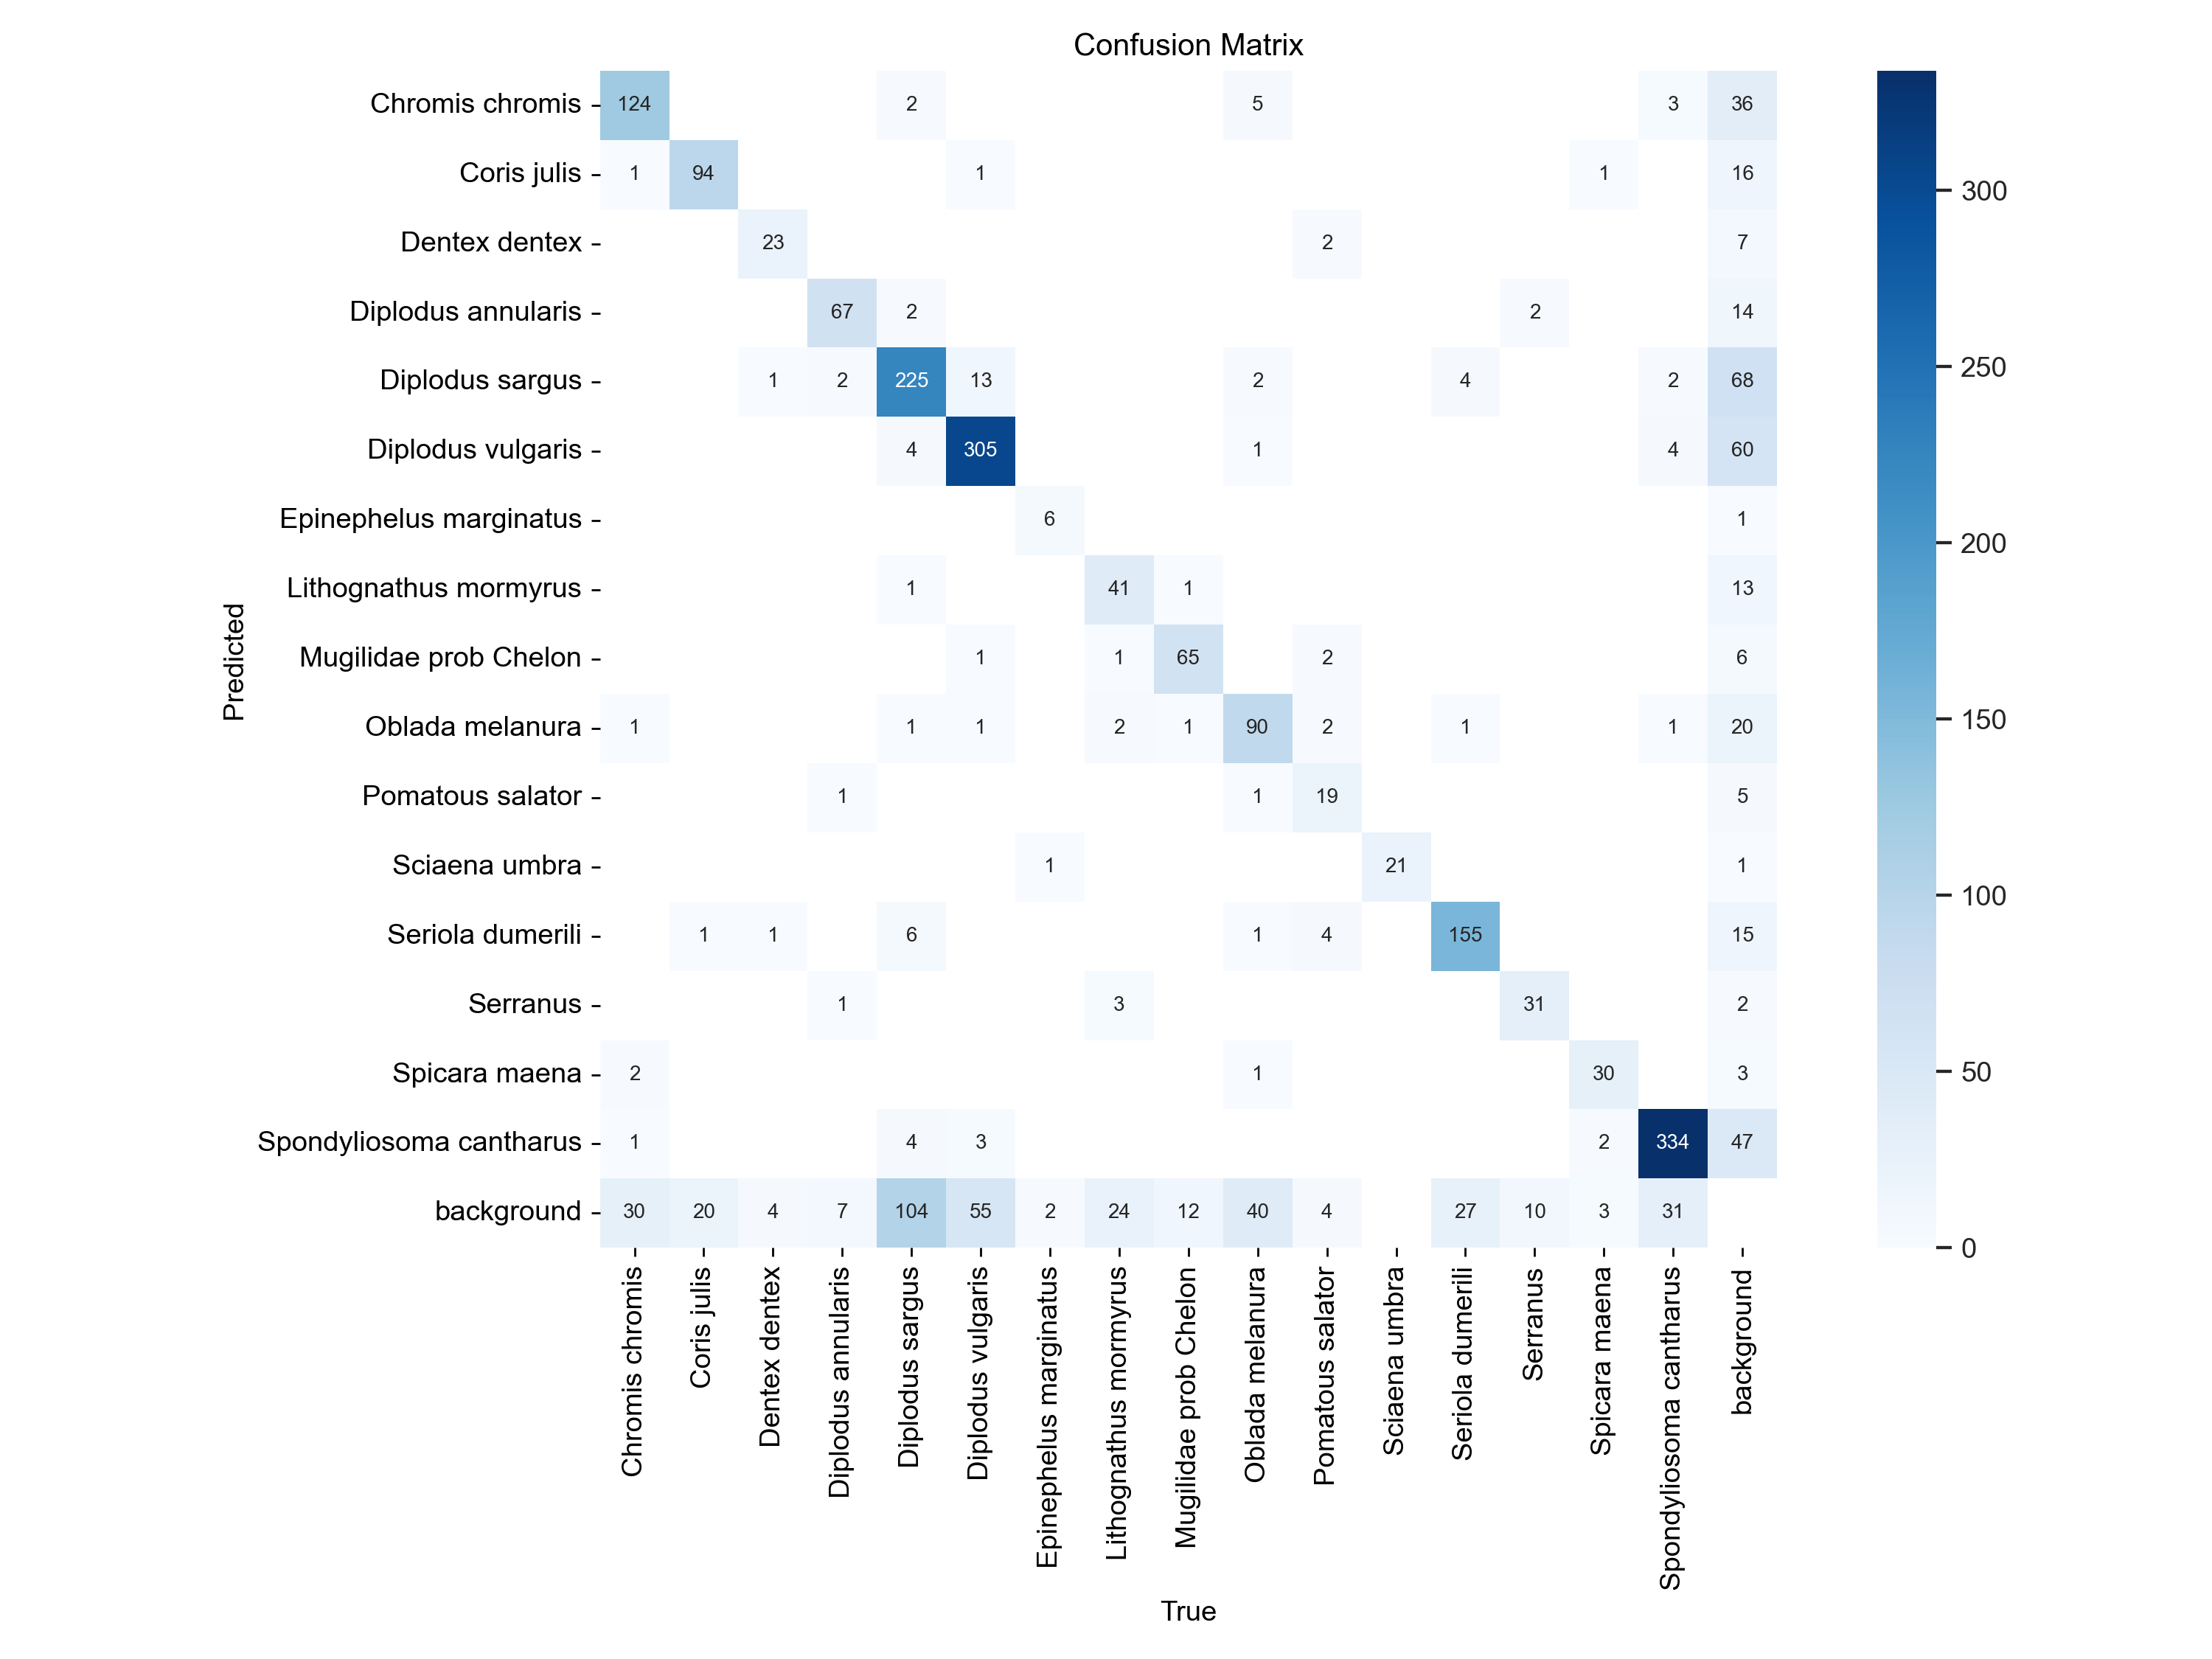 Confusion Matrix
Chromis chromis 124 2 5 3 36
Coris julis 1 94 1 1 16
Dentex dentex 23 2 7
Diplodus annularis 67 2 2 14
Diplodus sargus 1 2 225 13 2 4 2 68
Diplodus vulgaris 4 305 1 4 60
Epinephelus marginatus 6 1
Lithognathus mormyrus 1 41 1 13
Mugilidae prob Chelon 1 1 65 2 6
Oblada melanura 1 1 1 2 1 90 2 1 1 20
Pomatous salator 1 1 19 5
Sciaena umbra 1 21 1
Seriola dumerili 1 1 6 1 4 155 15
Serranus 1 3 31 2
Spicara maena 2 1 30 3
Spondyliosoma cantharus 1 4 3 2 334 47
background 30 20 4 7 104 55 2 24 12 40 4 27 10 3 31
Predicted
Chromis chromis
Coris julis
Dentex dentex
Diplodus annularis
Diplodus sargus
Diplodus vulgaris
Epinephelus marginatus
Lithognathus mormyrus
Mugilidae prob Chelon
Oblada melanura
Pomatous salator
Sciaena umbra
Seriola dumerili
Serranus
Spicara maena
Spondyliosoma cantharus
background
True
300
250
200
150
100
50
0